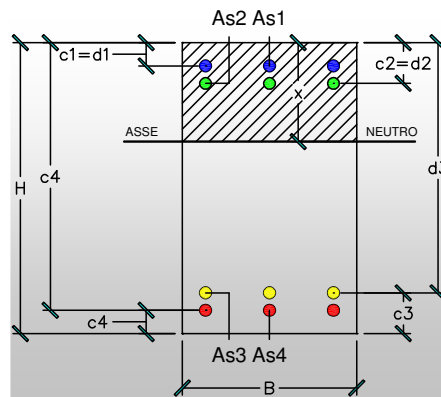 As2 As1
c1=d1
c2=d2
x
ASSE
NEUTRO
H
c4
d3
c4
c3
As3 As4
B